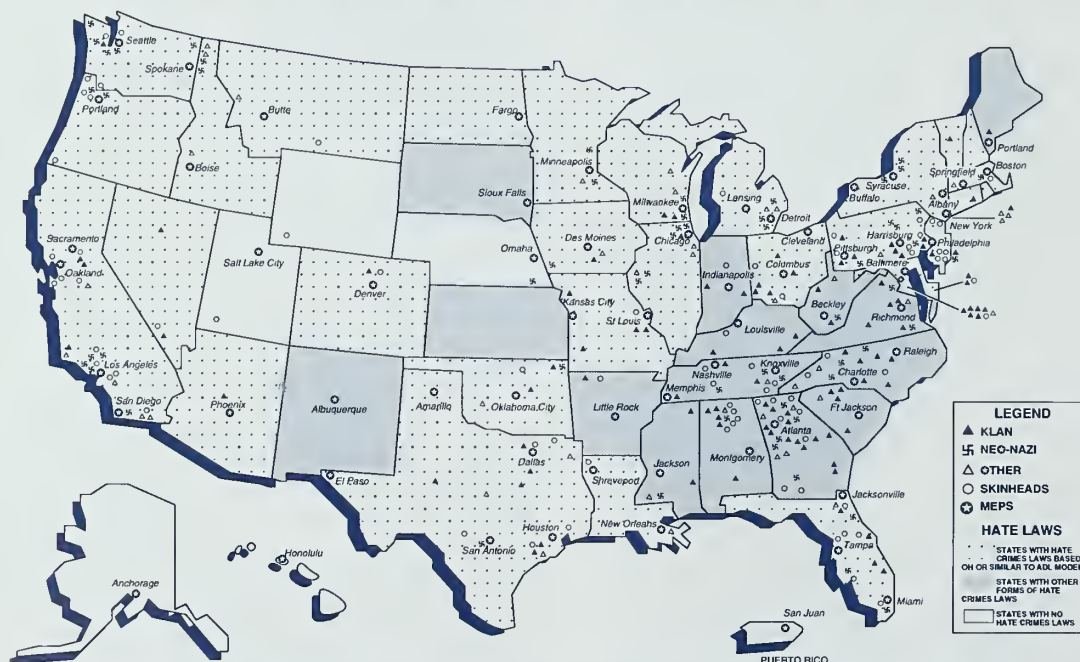 Seattle
Spokane
Portland
Butte
Boise
Fargo
Minneapolis
Sioux Falls
Milwaukee
Lansing
Detroit
Chicago
Syracuse
Buffalo
Springfield
Albany
Portland
Boston
New York
Cleveland
Pittsburgh
Harrisburg
Philadelphia
Baltimore
Sacramento
Oakland
Salt Lake City
Denver
Omaha
Des Moines
Indianapolis
Columbus
Beckley
Richmond
Kansas City
St Louis
Louisville
Raleigh
Los Angeles
San Diego
Phoenix
Albuquerque
Amarillo
Oklahoma City
Little Rock
Memphis
Nashville
Knoxville
Charlotte
Ft Jackson
Atlanta
Montgomery
Jackson
El Paso
Dallas
Shreveport
Jacksonville
Houston
San Antonio
New Orleahs
Tampa
Miami
Honolulu
Anchorage
San Juan
PUERTO RICO
LEGEND
KLAN
NEO-NAZI
OTHER
SKINHEADS
MEPS
HATE LAWS
STATES WITH HATE
CRIMES LAWS BASED
OH OR SIMILAR TO ADL MODEL
STATES WITH OTHER
FORMS OF HATE
CRIMES LAWS
STATES WITH NO
HATE CRIMES LAWS